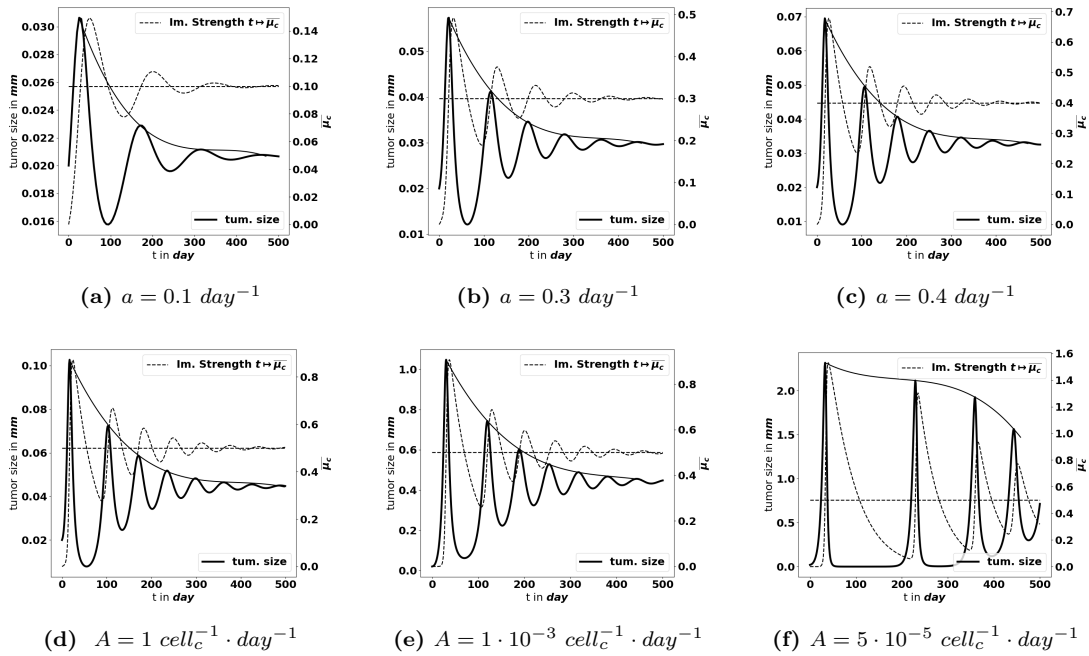 Im. Strength t ↦ μ̅c
tumor size in mm
0.030
0.028
0.026
0.024
0.022
0.020
0.018
0.016
0.14
0.12
0.10
0.08
0.06
0.04
0.02
0.00
μ̅c
tum. size
0 100 200 300 400 500
t in day
(a) a = 0.1 day⁻¹
Im. Strength t ↦ μ̅c
tumor size in mm
0.05
0.04
0.03
0.02
0.01
0.5
0.4
0.3
0.2
0.1
0.0
μ̅c
tum. size
0 100 200 300 400 500
t in day
(b) a = 0.3 day⁻¹
Im. Strength t ↦ μ̅c
tumor size in mm
0.07
0.06
0.05
0.04
0.03
0.02
0.01
0.7
0.6
0.5
0.4
0.3
0.2
0.1
0.0
μ̅c
tum. size
0 100 200 300 400 500
t in day
(c) a = 0.4 day⁻¹
Im. Strength t ↦ μ̅c
tumor size in mm
0.10
0.08
0.06
0.04
0.02
0.8
0.6
0.4
0.2
0.0
μ̅c
tum. size
0 100 200 300 400 500
t in day
(d) A = 1 cell_c⁻¹ · day⁻¹
Im. Strength t ↦ μ̅c
tumor size in mm
1.0
0.8
0.6
0.4
0.2
0.0
0.8
0.6
0.4
0.2
0.0
μ̅c
tum. size
0 100 200 300 400 500
t in day
(e) A = 1 · 10⁻³ cell_c⁻¹ · day⁻¹
Im. Strength t ↦ μ̅c
tumor size in mm
2.0
1.5
1.0
0.5
0.0
1.6
1.4
1.2
1.0
0.8
0.6
0.4
0.2
0.0
μ̅c
tum. size
0 100 200 300 400 500
t in day
(f) A = 5 · 10⁻⁵ cell_c⁻¹ · day⁻¹